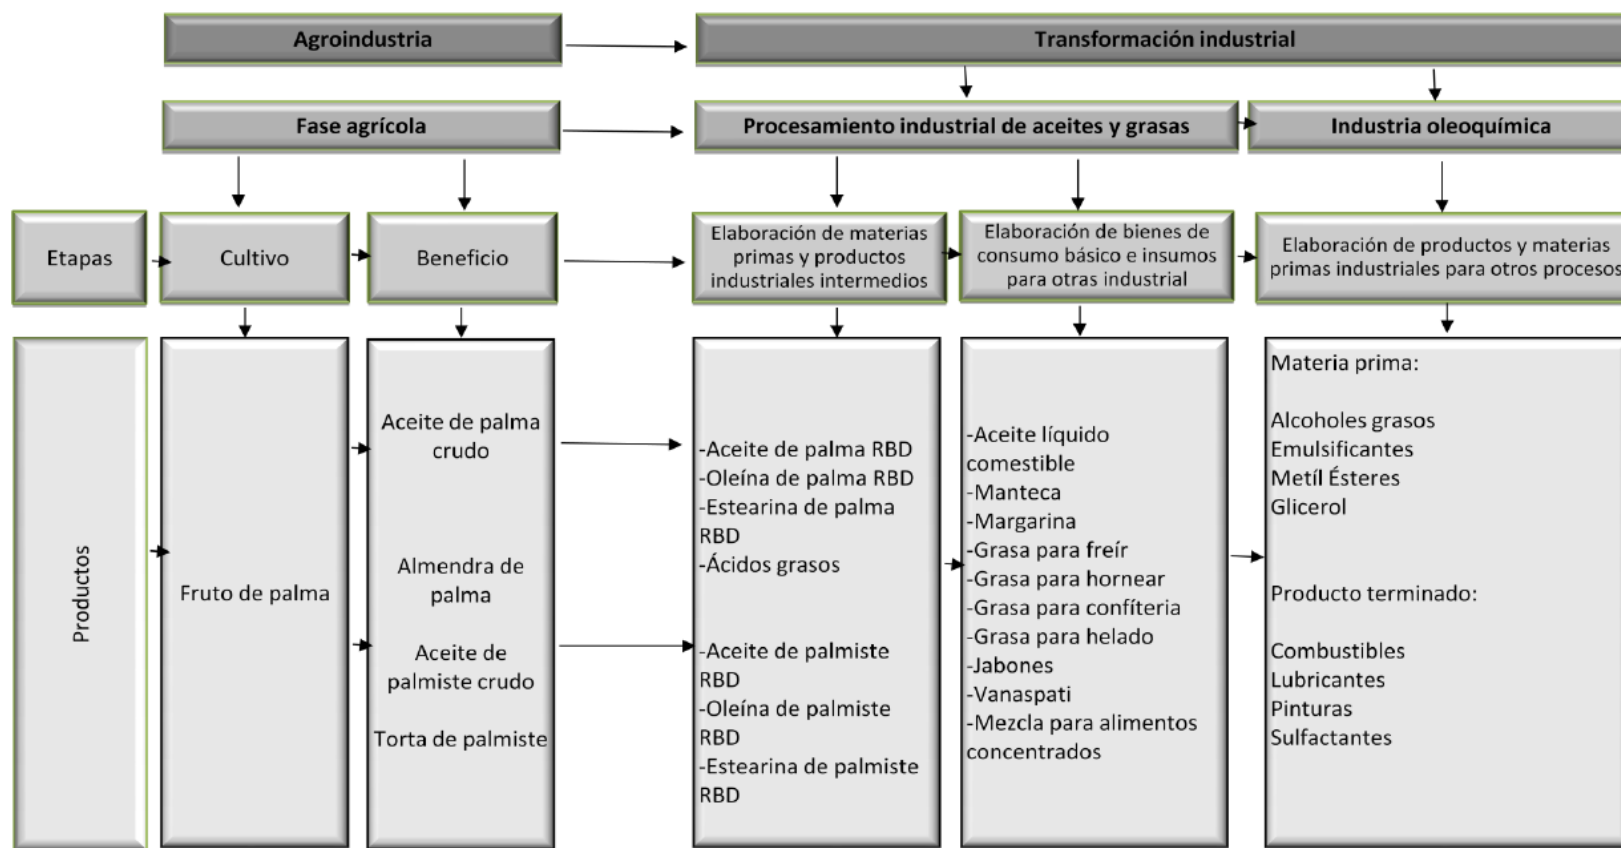 Agroindustria
Transformación industrial
Fase agrícola
Procesamiento industrial de aceites y grasas
Industria oleoquímica
Etapas
Cultivo
Beneficio
Elaboración de materias
primas y productos
industriales intermedios
Elaboración de bienes de
consumo básico e insumos
para otras industrial
Elaboración de productos y materias
primas industriales para otros procesos
Productos
Fruto de palma
Aceite de palma
crudo
Almendra de
palma
Aceite de
palmiste crudo
Torta de palmiste
-Aceite de palma RBD
-Oleína de palma RBD
-Estearina de palma
RBD
-Ácidos grasos
-Aceite de palmiste
RBD
-Oleína de palmiste
RBD
-Estearina de palmiste
RBD
-Aceite líquido
comestible
-Manteca
-Margarina
-Grasa para freír
-Grasa para hornear
-Grasa para confítería
-Grasa para helado
-Jabones
-Vanaspati
-Mezcla para alimentos
concentrados
Materia prima:
Alcoholes grasos
Emulsificantes
Metíl Ésteres
Glicerol
Producto terminado:
Combustibles
Lubricantes
Pinturas
Sulfactantes